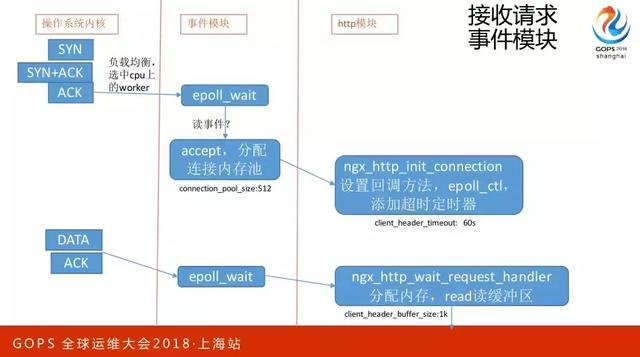 接收请求
事件模块
GOPS 2018
shanghai
操作系统内核
事件模块
http模块
SYN
SYN+ACK
ACK
负载均衡，
选中cpu上
的worker
epoll_wait
读事件？
accept，分配
连接内存池
connection_pool_size:512
ngx_http_init_connection
设置回调方法，epoll_ctl，
添加超时定时器
client_header_timeout: 60s
DATA
ACK
epoll_wait
ngx_http_wait_request_handler
分配内存，read读缓冲区
client_header_buffer_size:1k
GOPS 全球运维大会2018·上海站